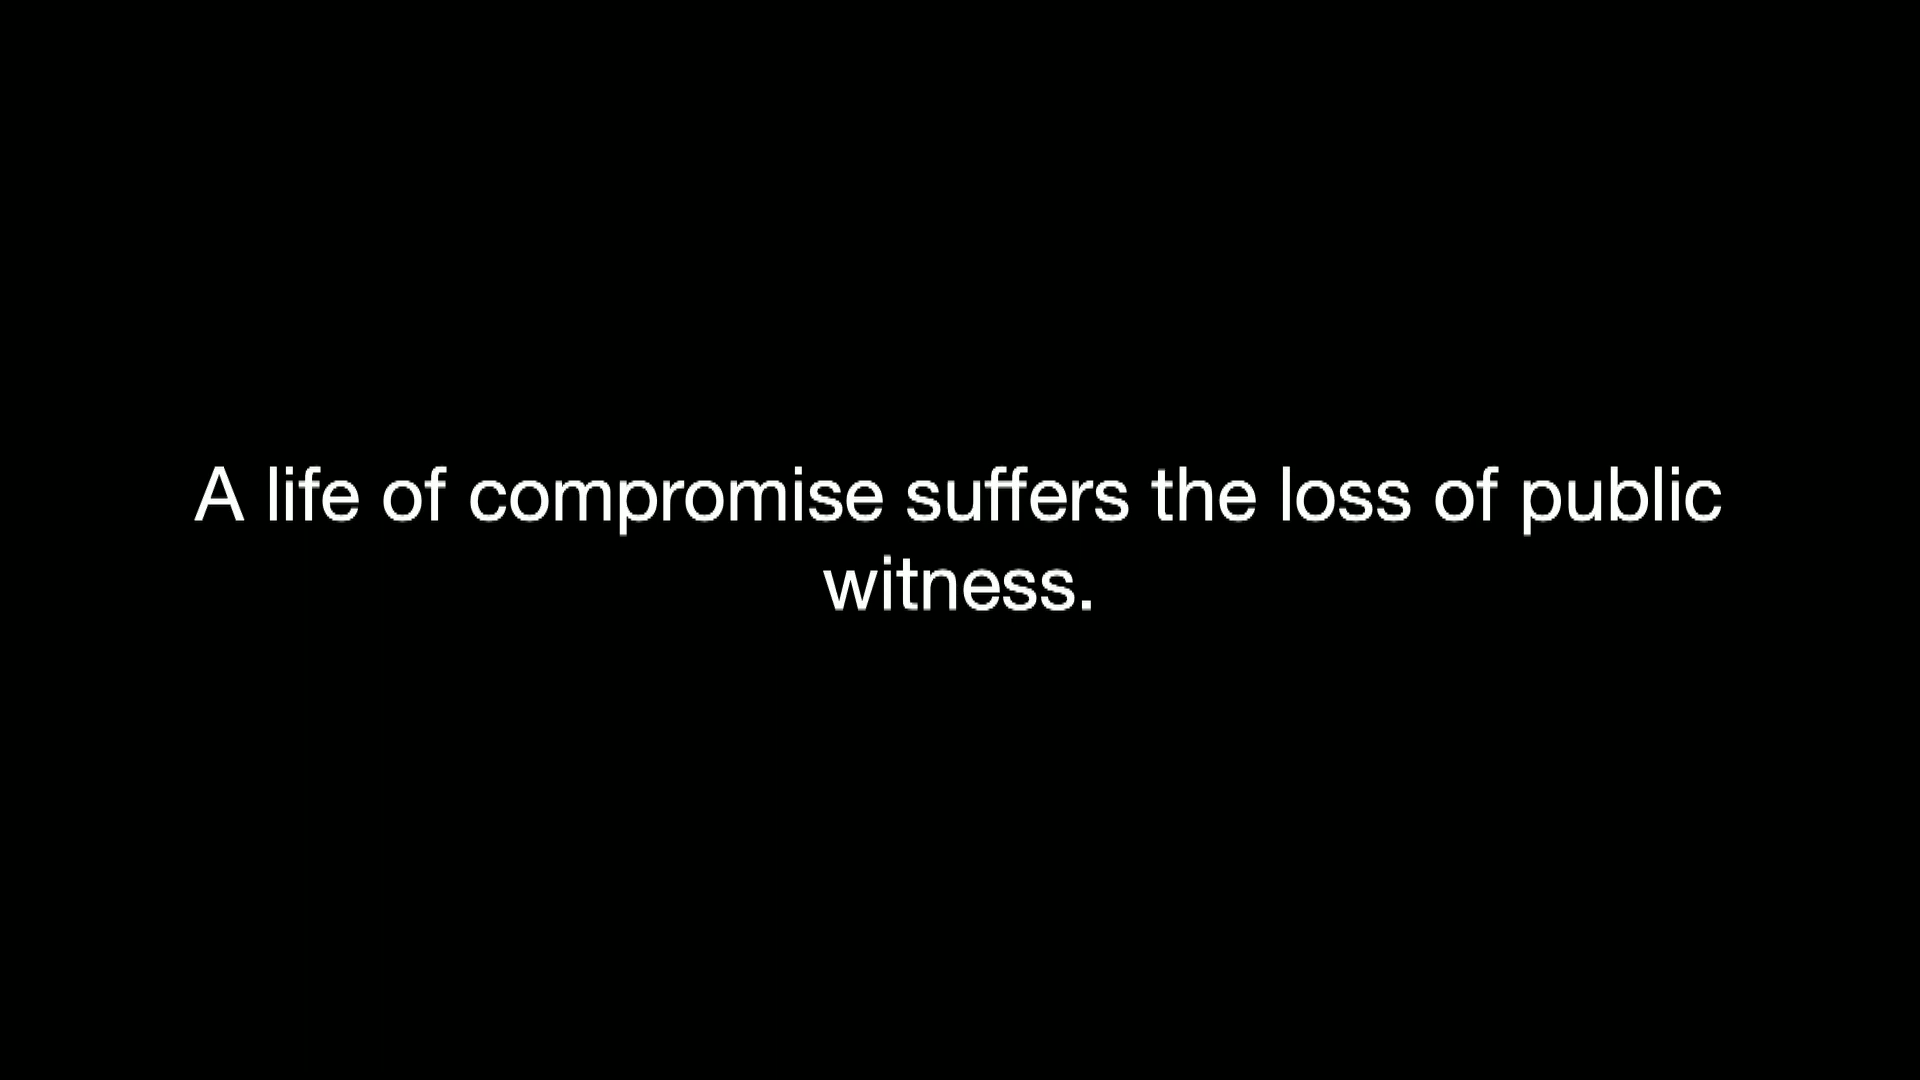 A life of compromise suffers the loss of public
witness.